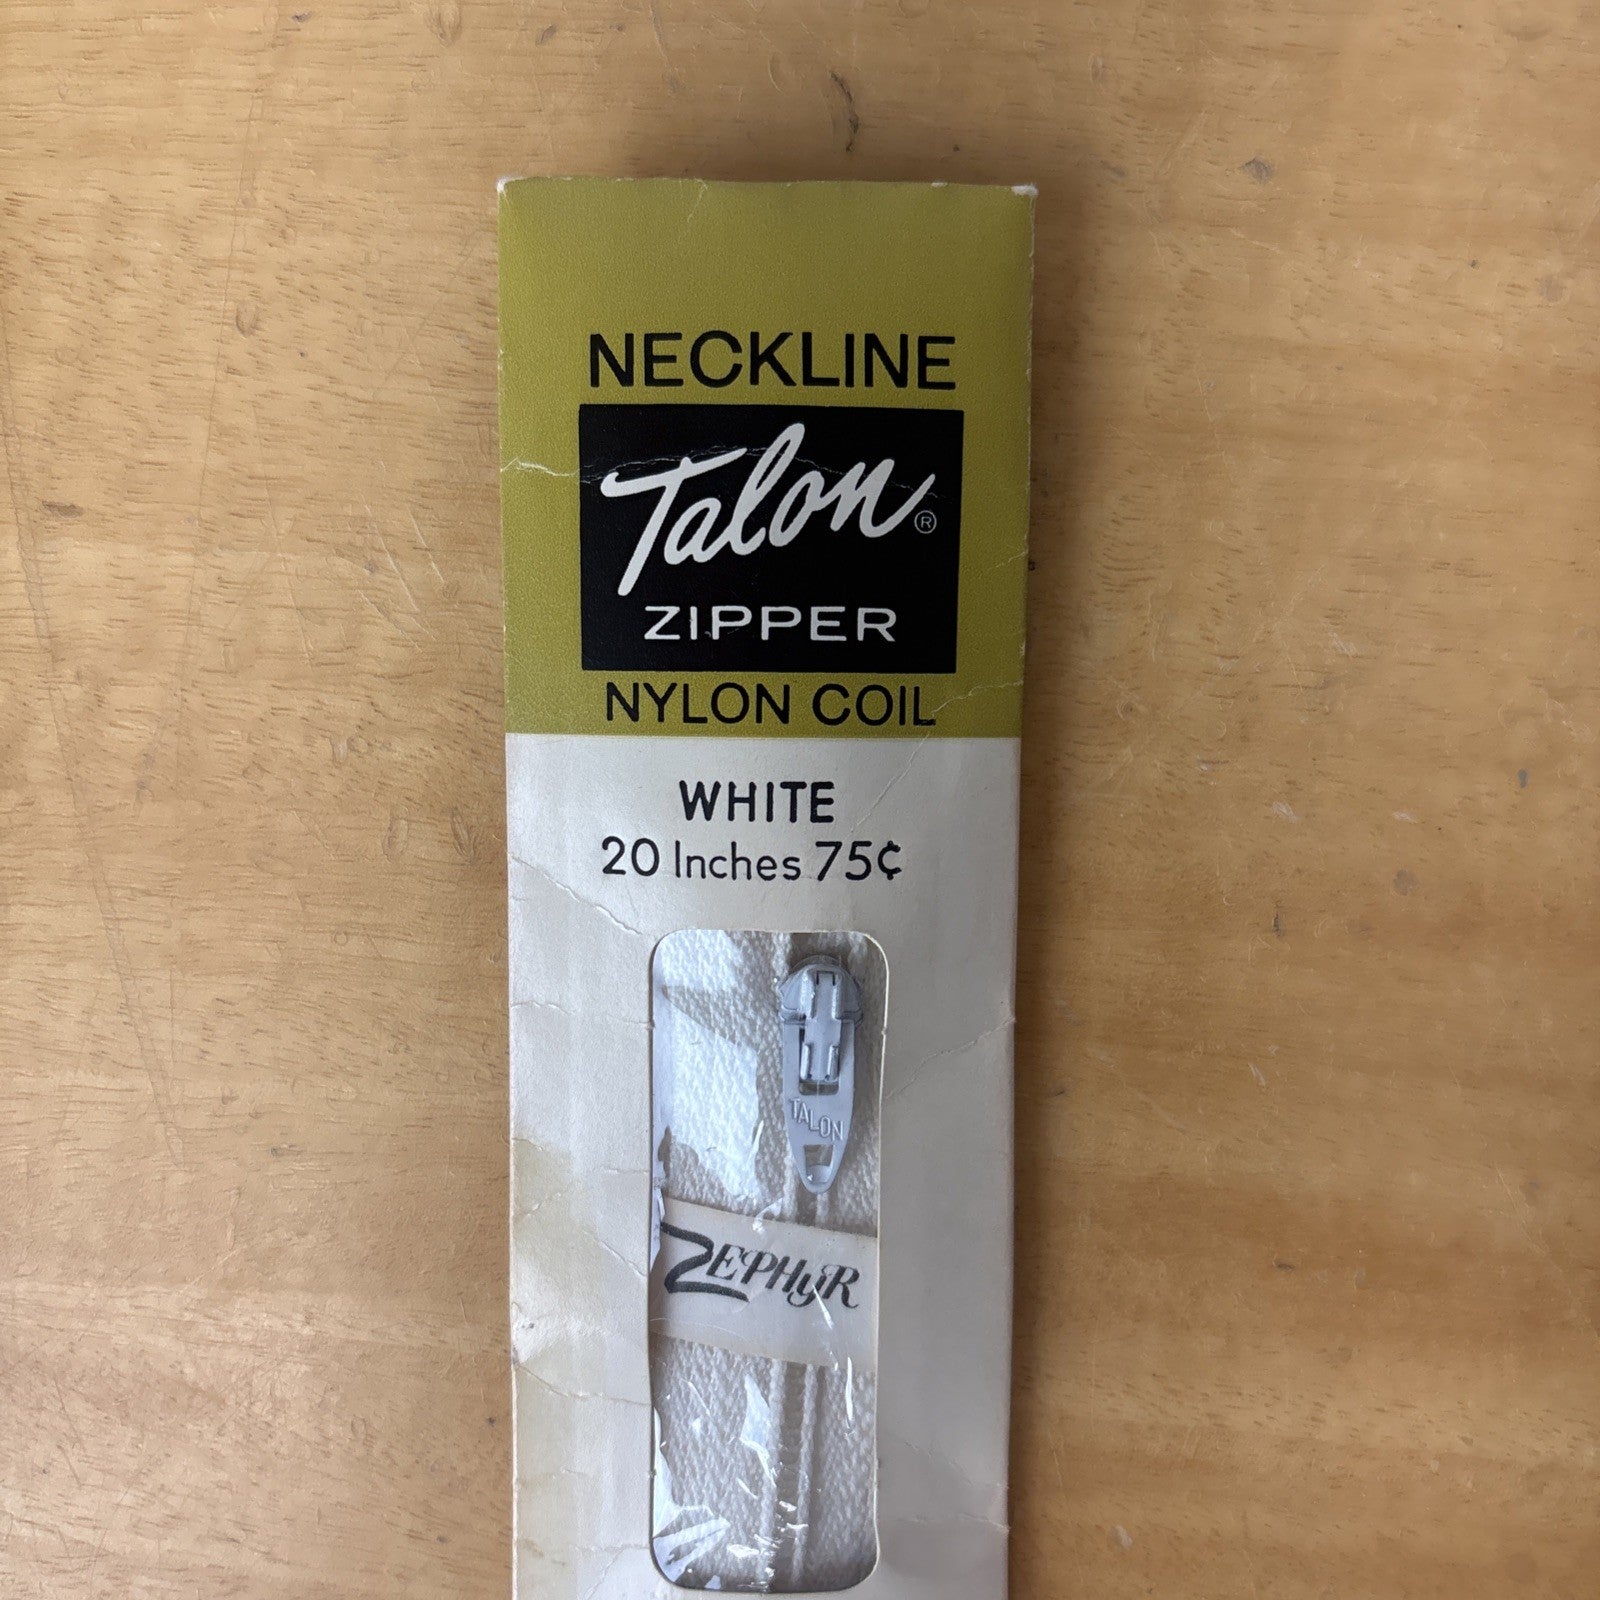 NECKLINE
Talon®
ZIPPER
NYLON COIL
WHITE
20 Inches 75¢
TALON
ZEPHYR